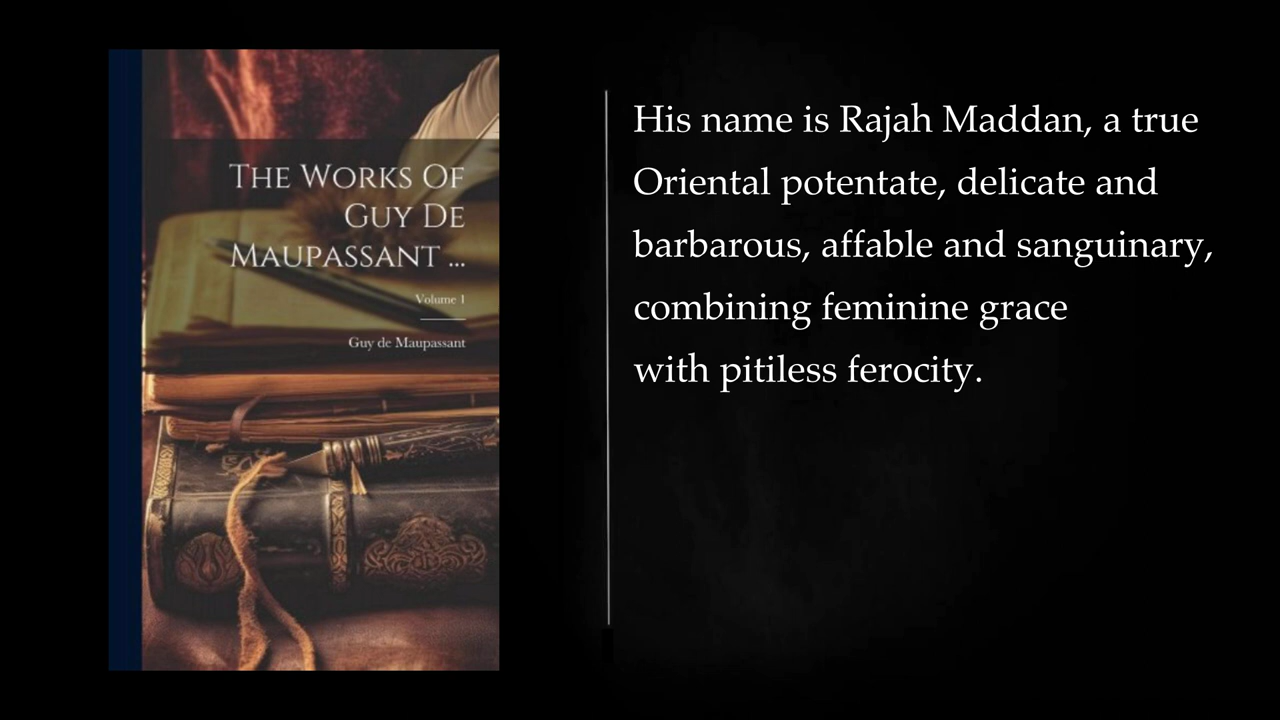 The Works Of
Guy De
Maupassant ...
Volume 1
Guy de Maupassant
His name is Rajah Maddan, a true
Oriental potentate, delicate and
barbarous, affable and sanguinary,
combining feminine grace
with pitiless ferocity.